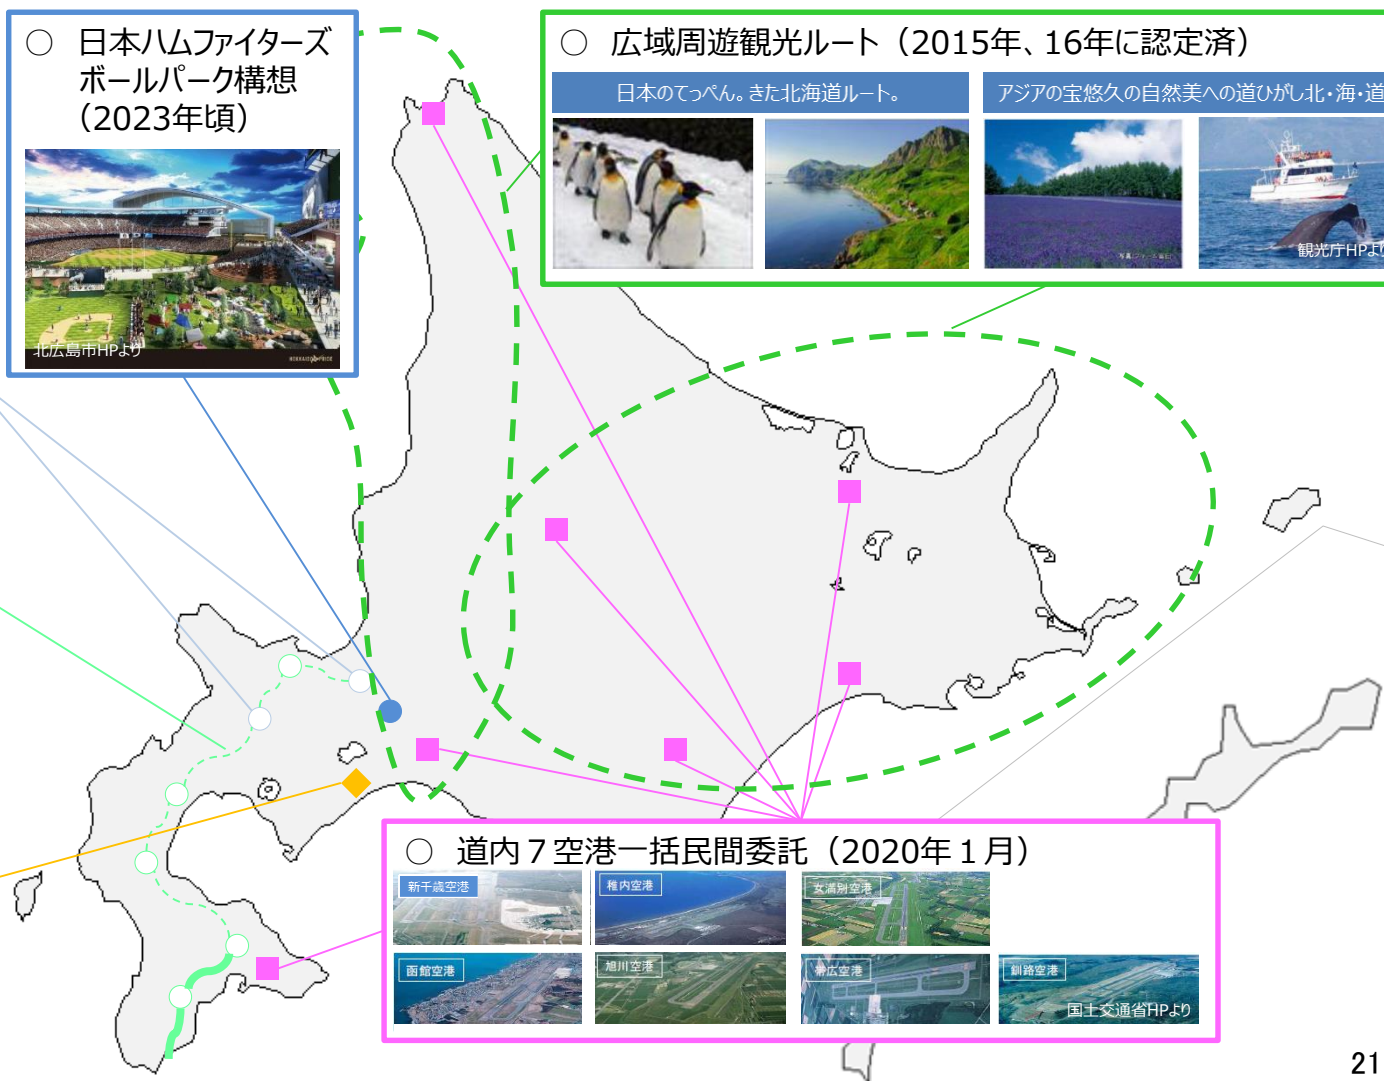 ○ 日本ハムファイターズ
ボールパーク構想
（2023年頃）
北広島市HPより
○ 広域周遊観光ルート（2015年、16年に認定済）
日本のてっぺん。きた北海道ルート。
アジアの宝悠久の自然美への道ひがし北・海・道
観光庁HPより
○ 道内７空港一括民間委託（2020年１月）
新千歳空港
稚内空港
女満別空港
函館空港
旭川空港
帯広空港
釧路空港
国土交通省HPより
21